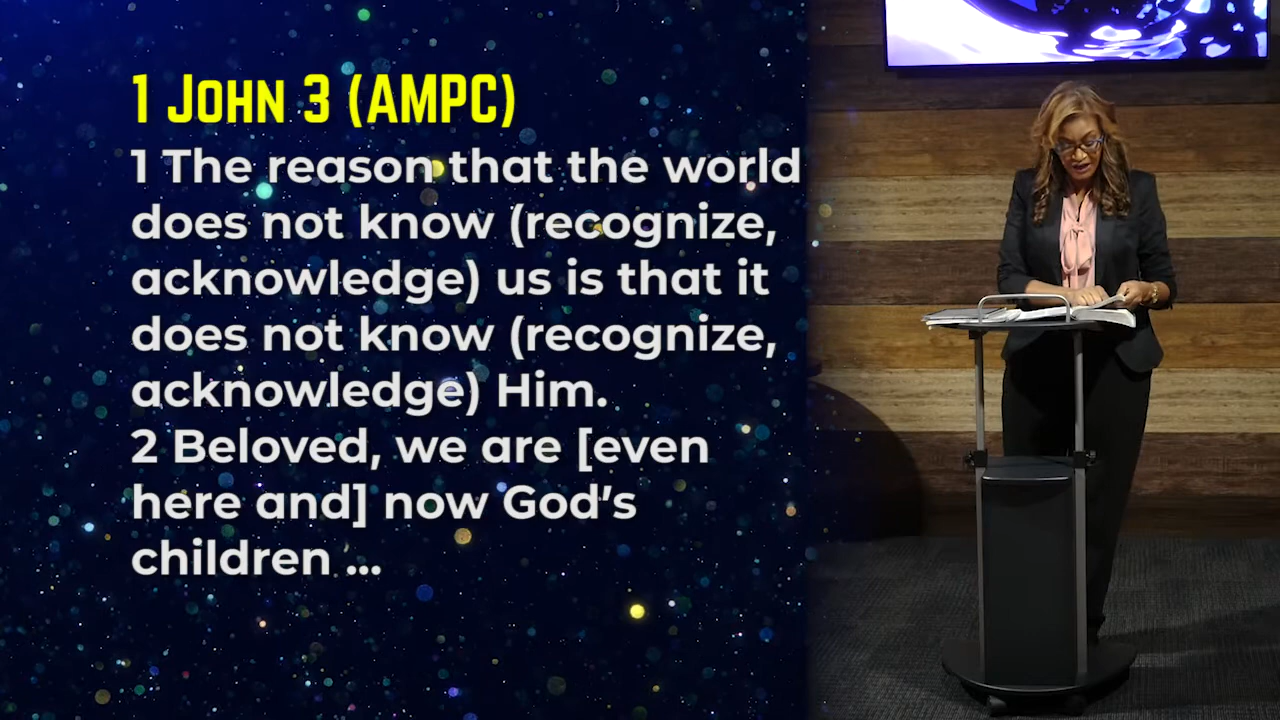 1 John 3 (AMPC)
1 The reason that the world
does not know (recognize,
acknowledge) us is that it
does not know (recognize,
acknowledge) Him.
2 Beloved, we are [even
here and] now God's
children ...